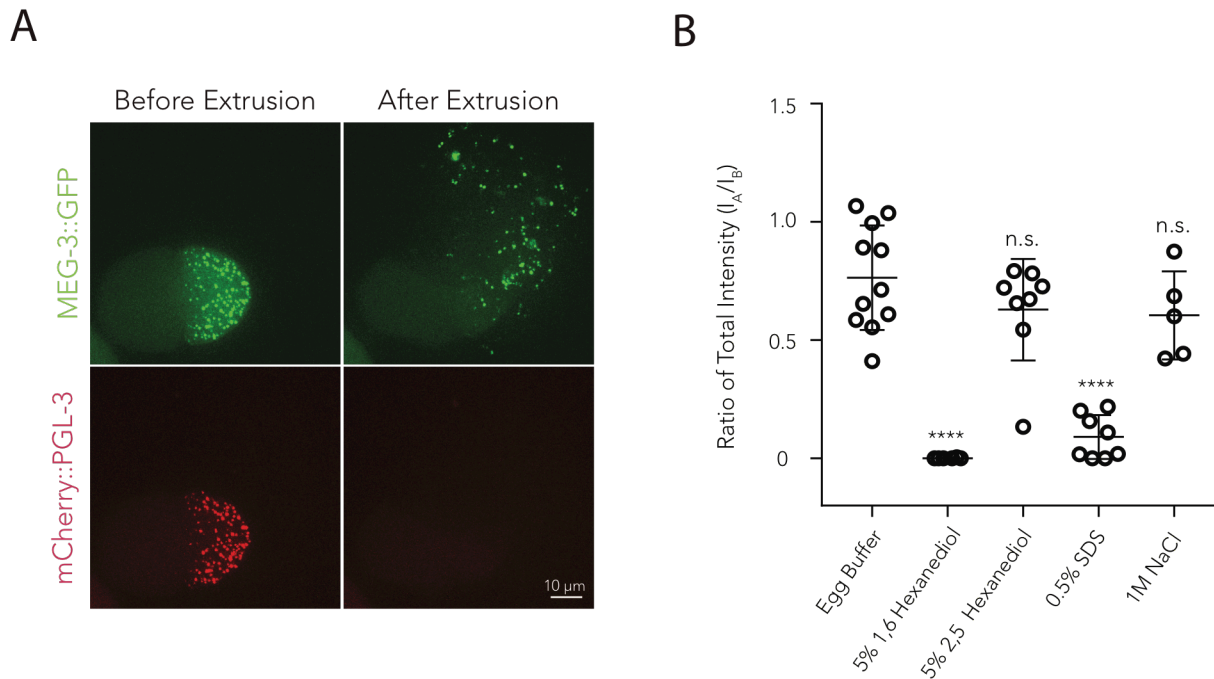 A
Before Extrusion
After Extrusion
MEG-3::GFP
mCherry::PGL-3
10 µm
B
Ratio of Total Intensity (I_A/I_B)
1.5
1.0
0.5
0
****
n.s.
****
n.s.
Egg Buffer
5% 1,6 Hexanediol
5% 2,5 Hexanediol
0.5% SDS
1M NaCl